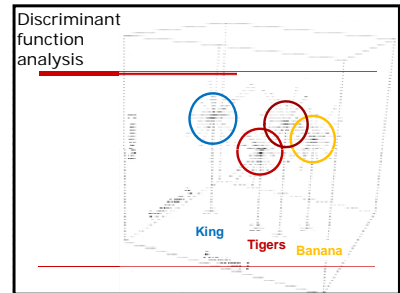 Discriminant
function
analysis
King
Tigers
Banana